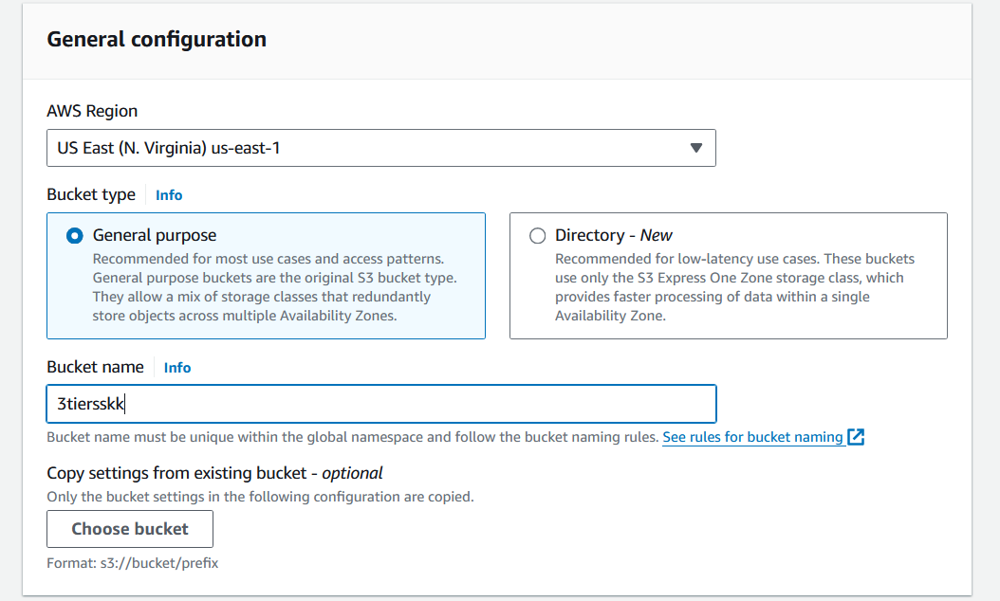 General configuration
AWS Region
US East (N. Virginia) us-east-1
Bucket type Info
General purpose
Recommended for most use cases and access patterns.
General purpose buckets are the original S3 bucket type.
They allow a mix of storage classes that redundantly
store objects across multiple Availability Zones.
Directory - New
Recommended for low-latency use cases. These buckets
use only the S3 Express One Zone storage class, which
provides faster processing of data within a single
Availability Zone.
Bucket name Info
3tiersskk
Bucket name must be unique within the global namespace and follow the bucket naming rules. See rules for bucket naming
Copy settings from existing bucket - optional
Only the bucket settings in the following configuration are copied.
Choose bucket
Format: s3://bucket/prefix